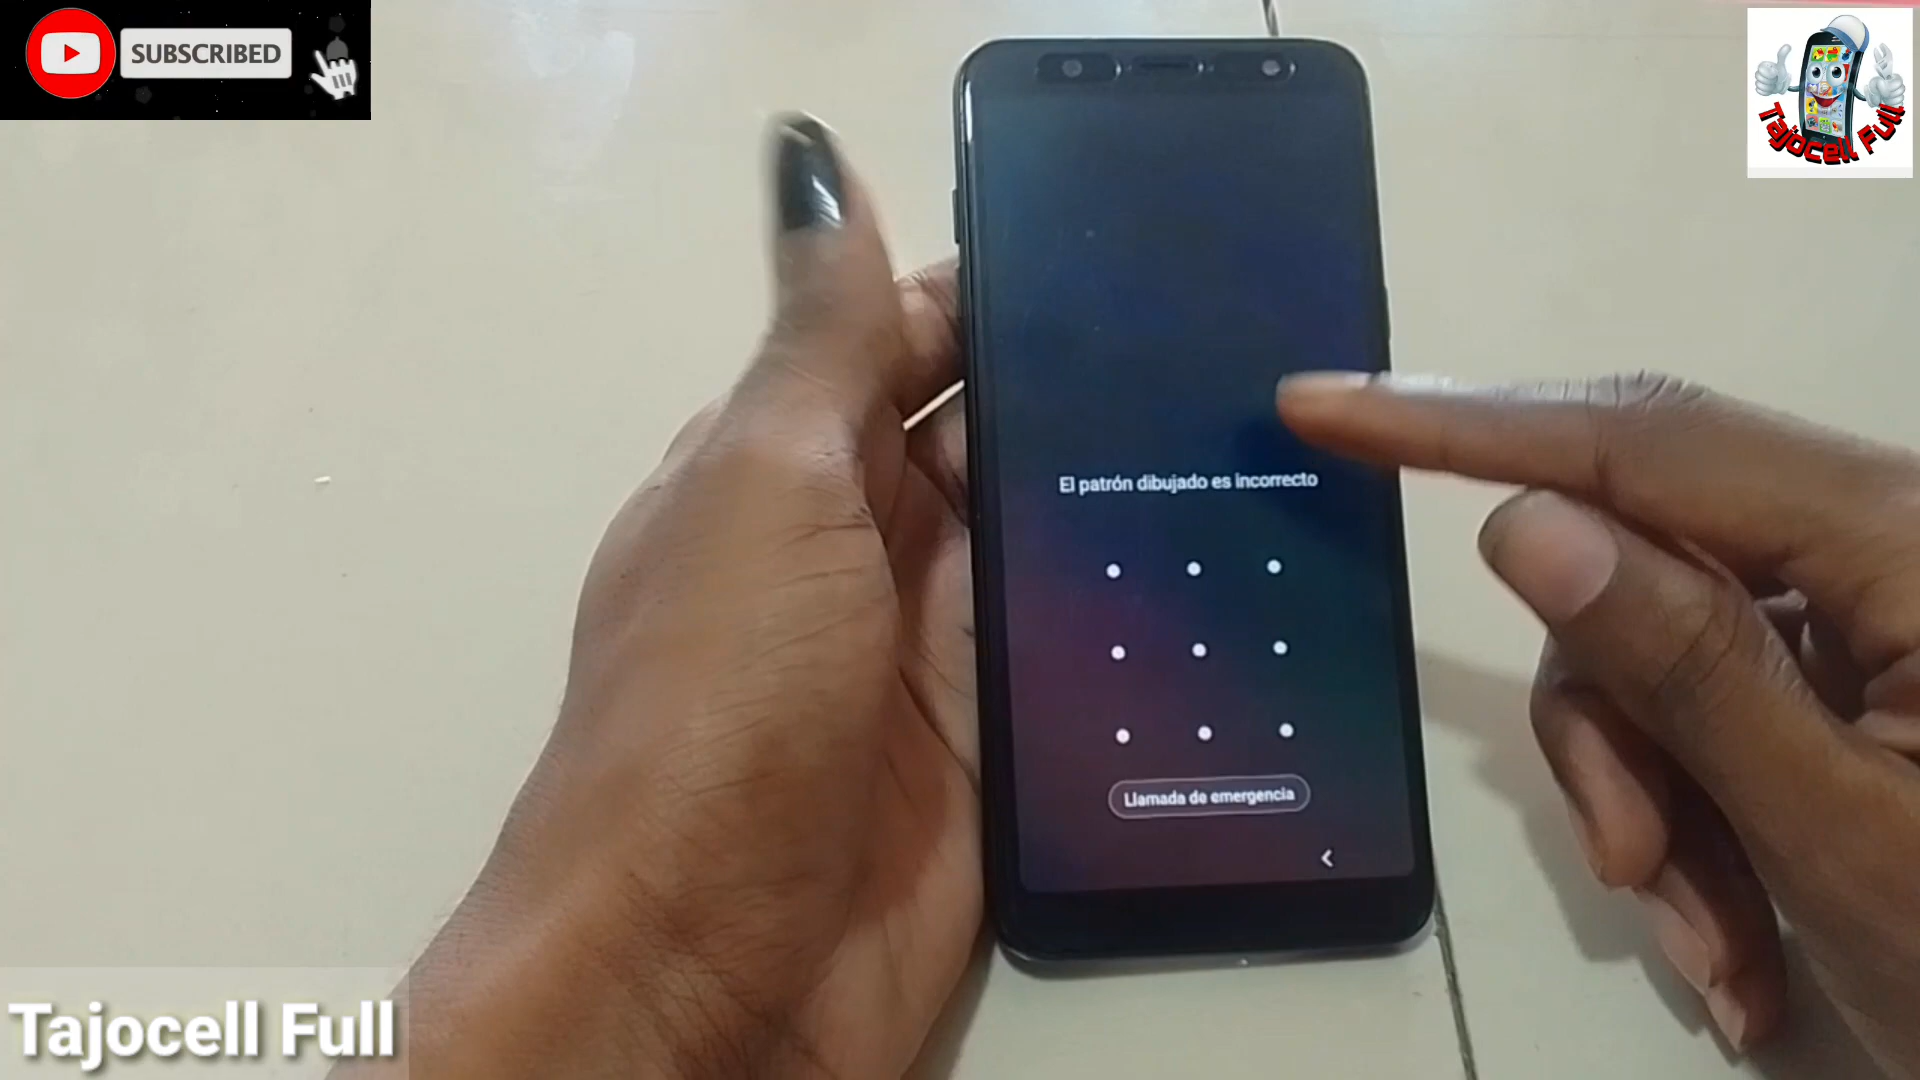 SUBSCRIBED
Tajocell Full
El patrón dibujado es incorrecto
Llamada de emergencia
Tajocell Full